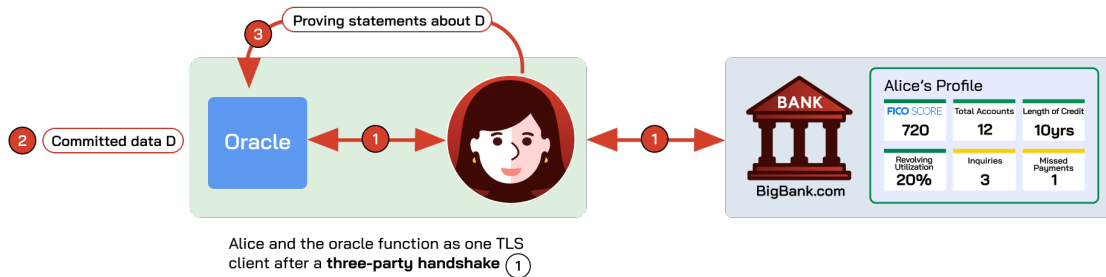 3 Proving statements about D
2 Committed data D
Oracle
1
1
BANK
BigBank.com
Alice's Profile
FICO SCORE
720
Total Accounts
12
Length of Credit
10yrs
Revolving
Utilization
20%
Inquiries
3
Missed
Payments
1
Alice and the oracle function as one TLS
client after a three-party handshake 1